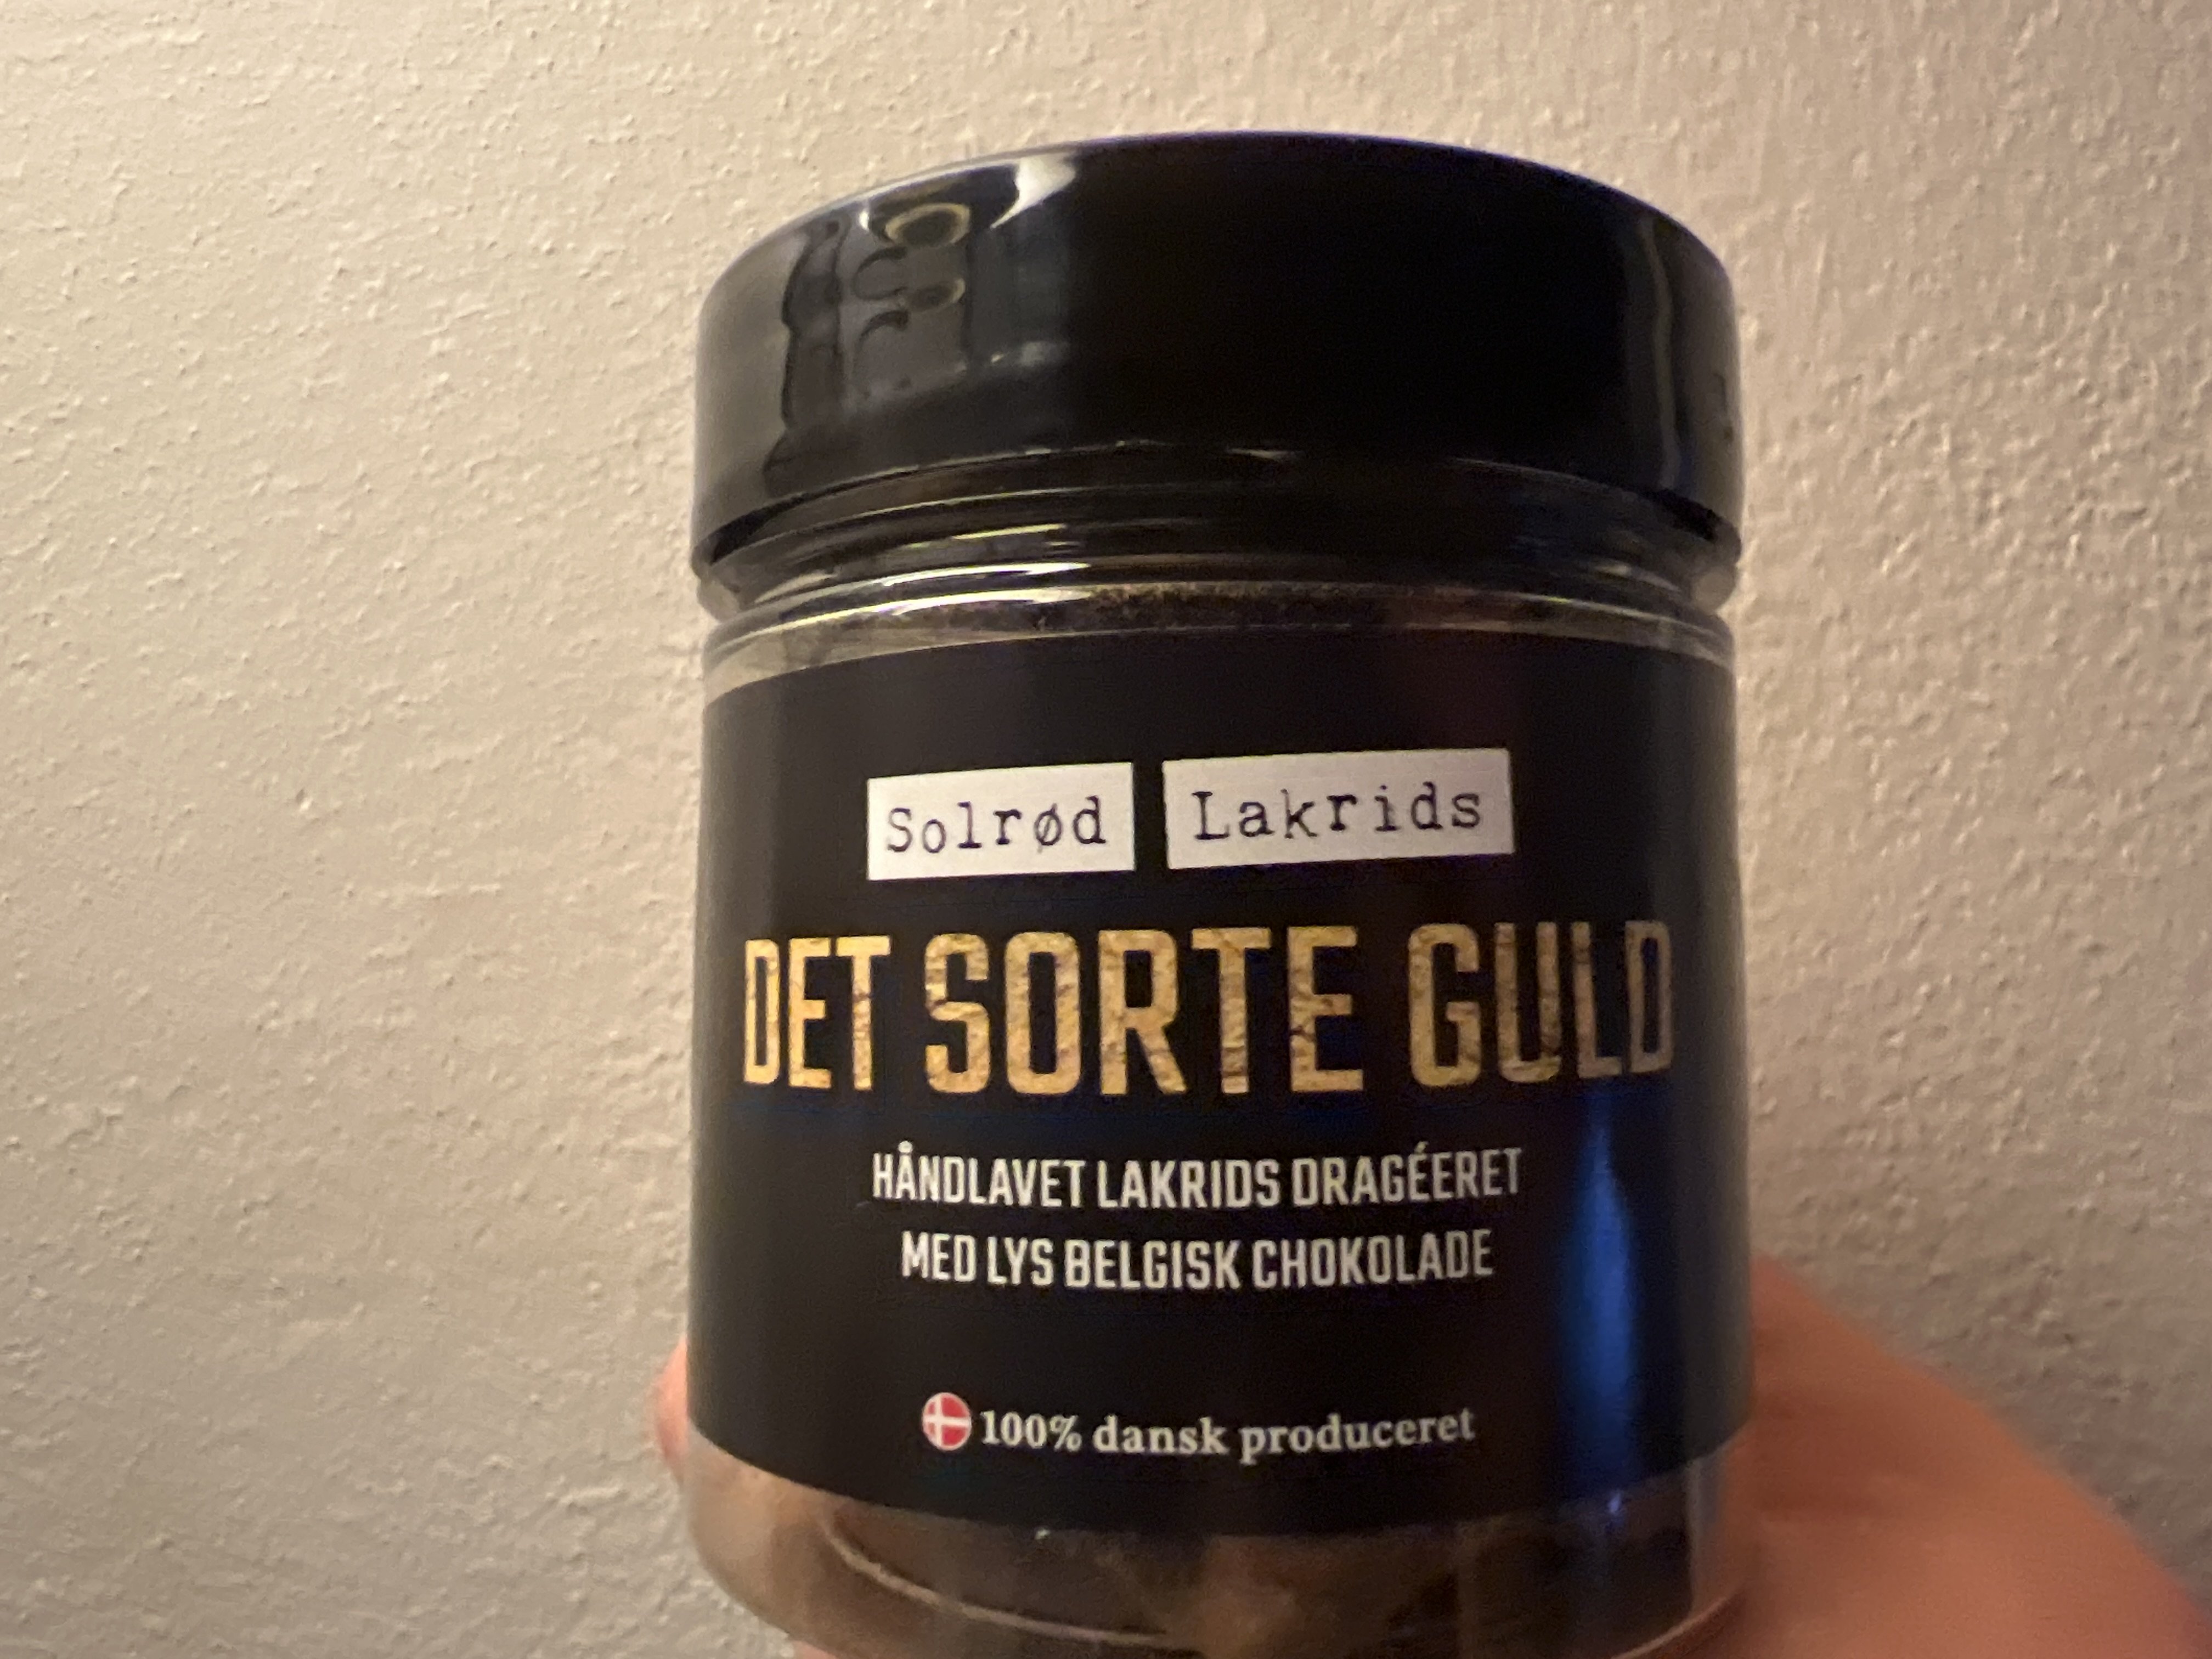 Solrød Lakrids
DET SORTE GULD
HÅNDLAVET LAKRIDS DRAGÉERET
MED LYS BELGISK CHOKOLADE
100% dansk produceret